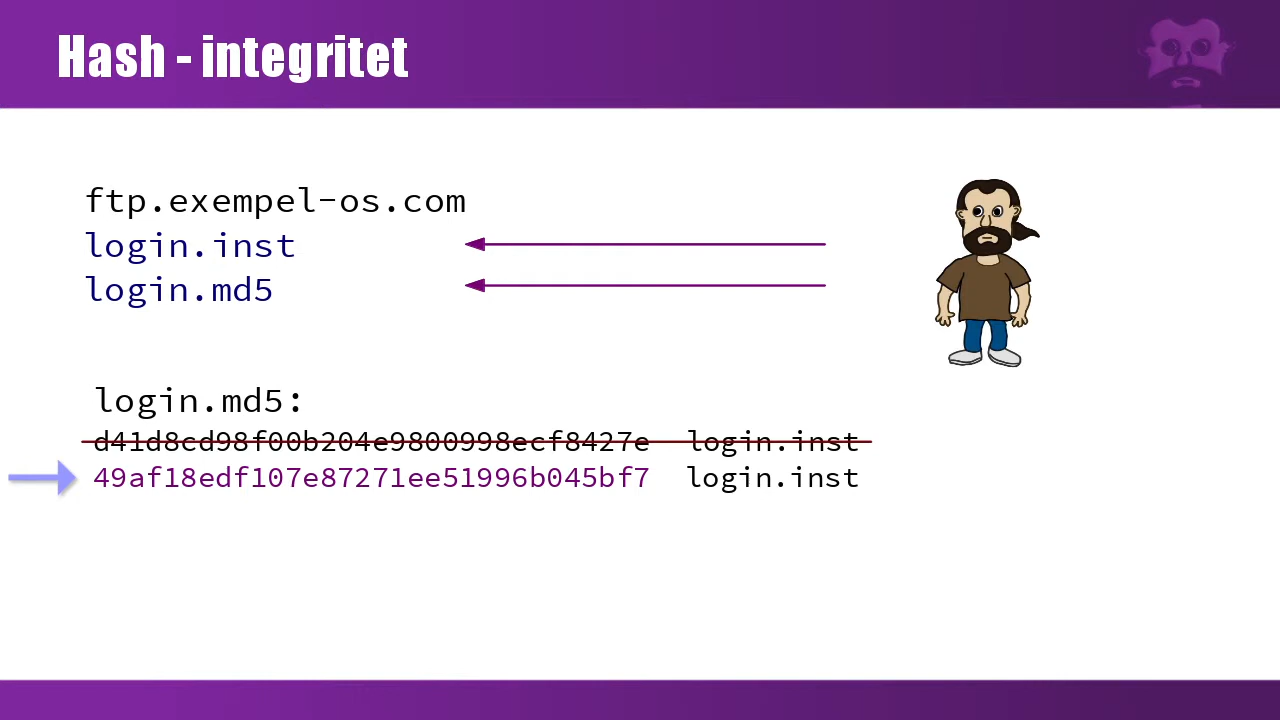 Hash - integritet
ftp.exempel-os.com
login.inst
login.md5
login.md5:
d41d8cd98f00b204e9800998ecf8427e login.inst
49af18edf107e87271ee51996b045bf7 login.inst